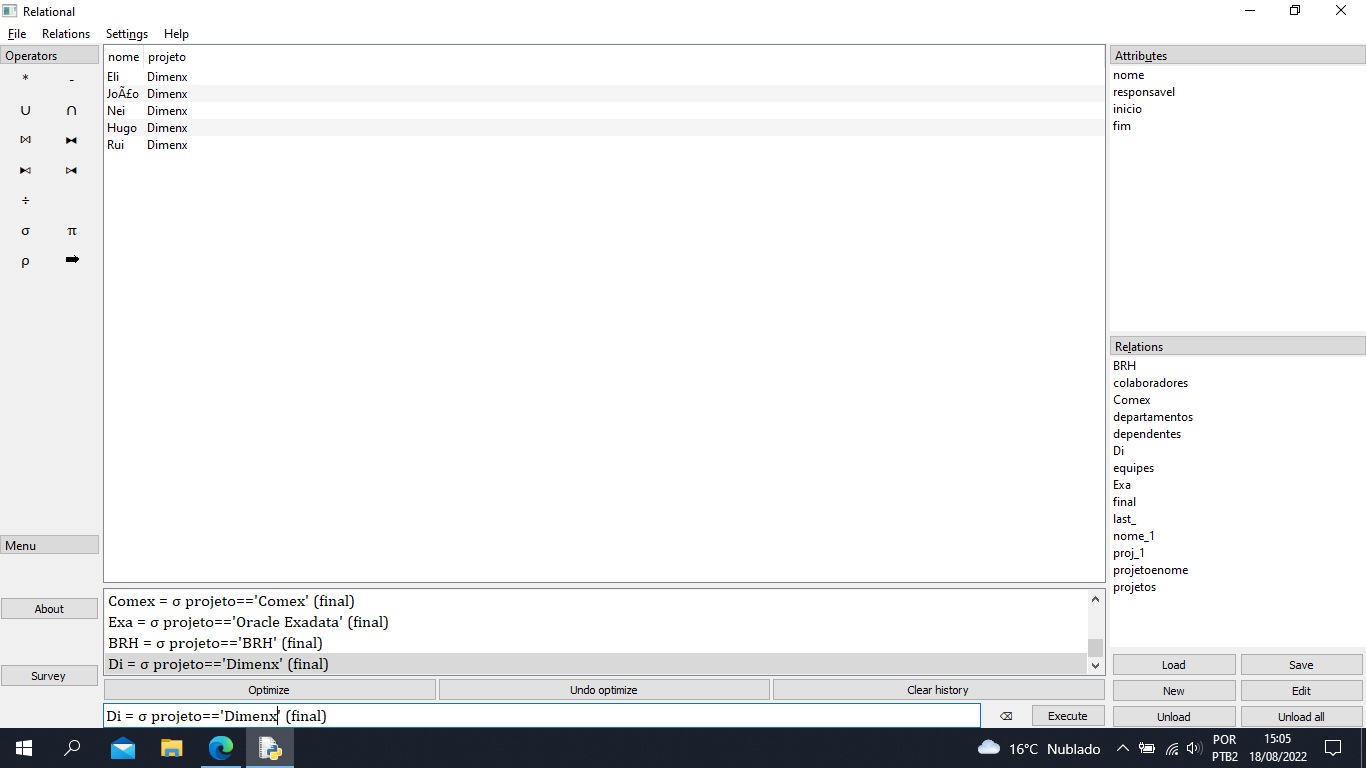 Relational
File Relations Settings Help
Operators
* -
∪ ∩
⋈ ⧓
⧑ ⧒
÷
σ π
ρ ➡
Menu
About
Survey
nome projeto
Eli Dimenx
JoÃ£o Dimenx
Nei Dimenx
Hugo Dimenx
Rui Dimenx
Comex = σ projeto=='Comex' (final)
Exa = σ projeto=='Oracle Exadata' (final)
BRH = σ projeto=='BRH' (final)
Di = σ projeto=='Dimenx' (final)
Optimize Undo optimize Clear history
Di = σ projeto=='Dimenx' (final)
⌫ Execute
Attributes
nome
responsavel
inicio
fim
Relations
BRH
colaboradores
Comex
departamentos
dependentes
Di
equipes
Exa
final
last_
nome_1
proj_1
projetoenome
projetos
Load Save
New Edit
Unload Unload all
16°C Nublado
POR
PTB2
15:05
18/08/2022